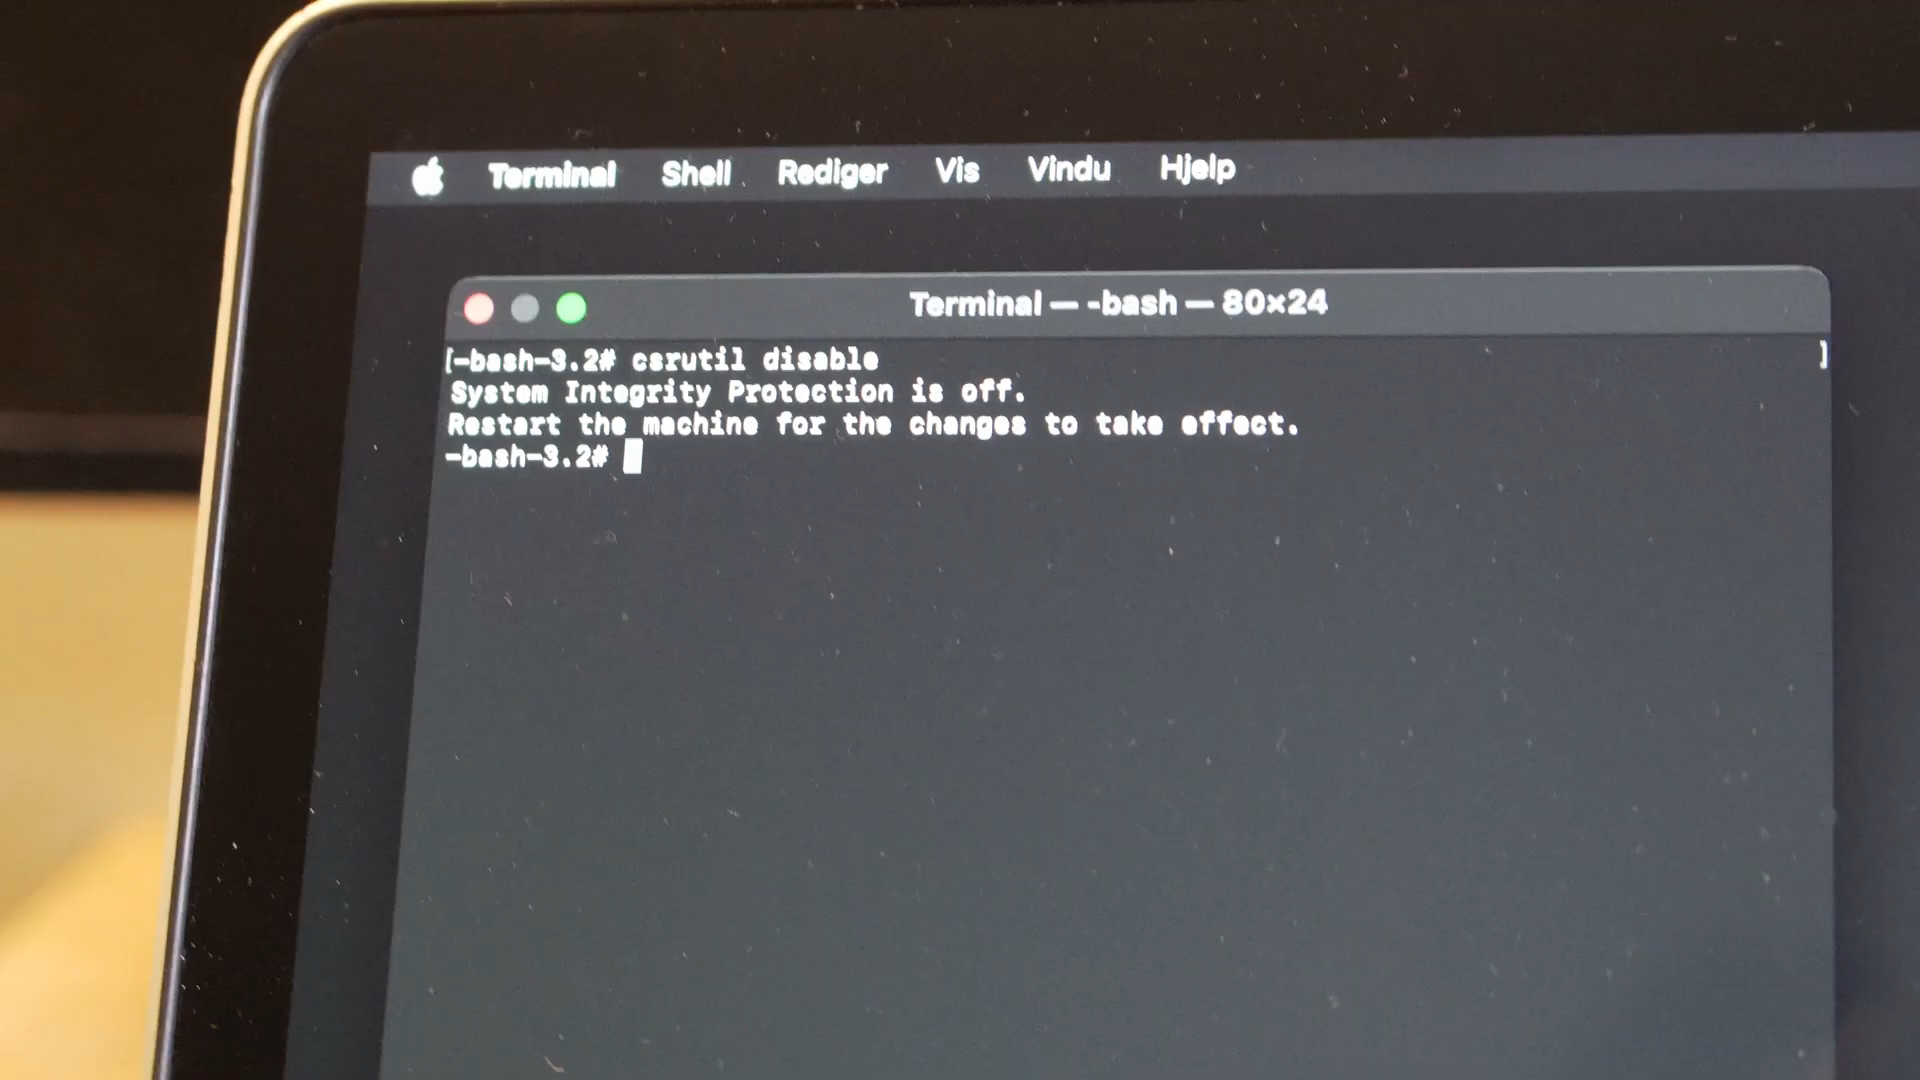 Terminal Shell Rediger Vis Vindu Hjelp
Terminal — -bash — 80×24
[-bash-3.2# csrutil disable ]
System Integrity Protection is off.
Restart the machine for the changes to take effect.
-bash-3.2#